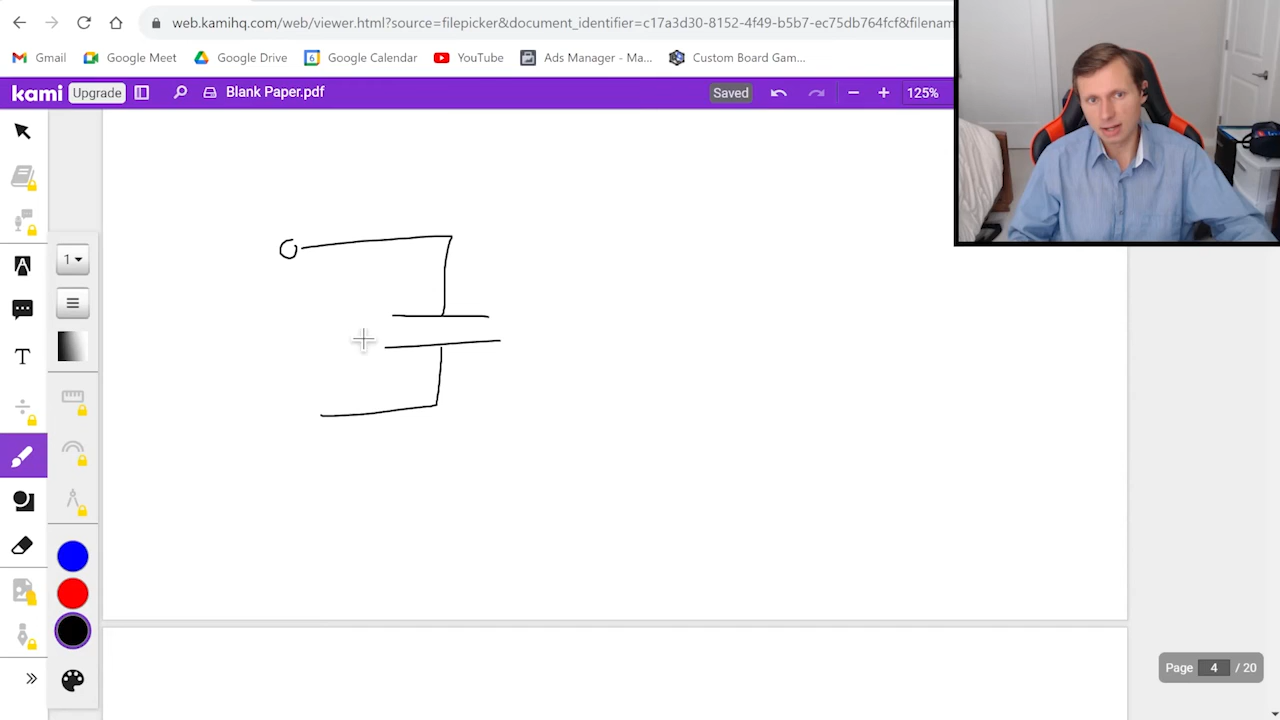 web.kamihq.com/web/viewer.html?source=filepicker&document_identifier=c17a3d30-8152-4f49-b5b7-ec75db764fcf&filenam
Gmail Google Meet Google Drive 6 Google Calendar YouTube Ads Manager - Ma... Custom Board Gam...
kami Upgrade Blank Paper.pdf Saved 125%
1
T
Page 4 / 20